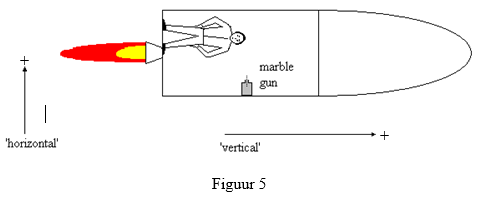 marble
gun
+
'horizontal'
'vertical'
+
Figuur 5